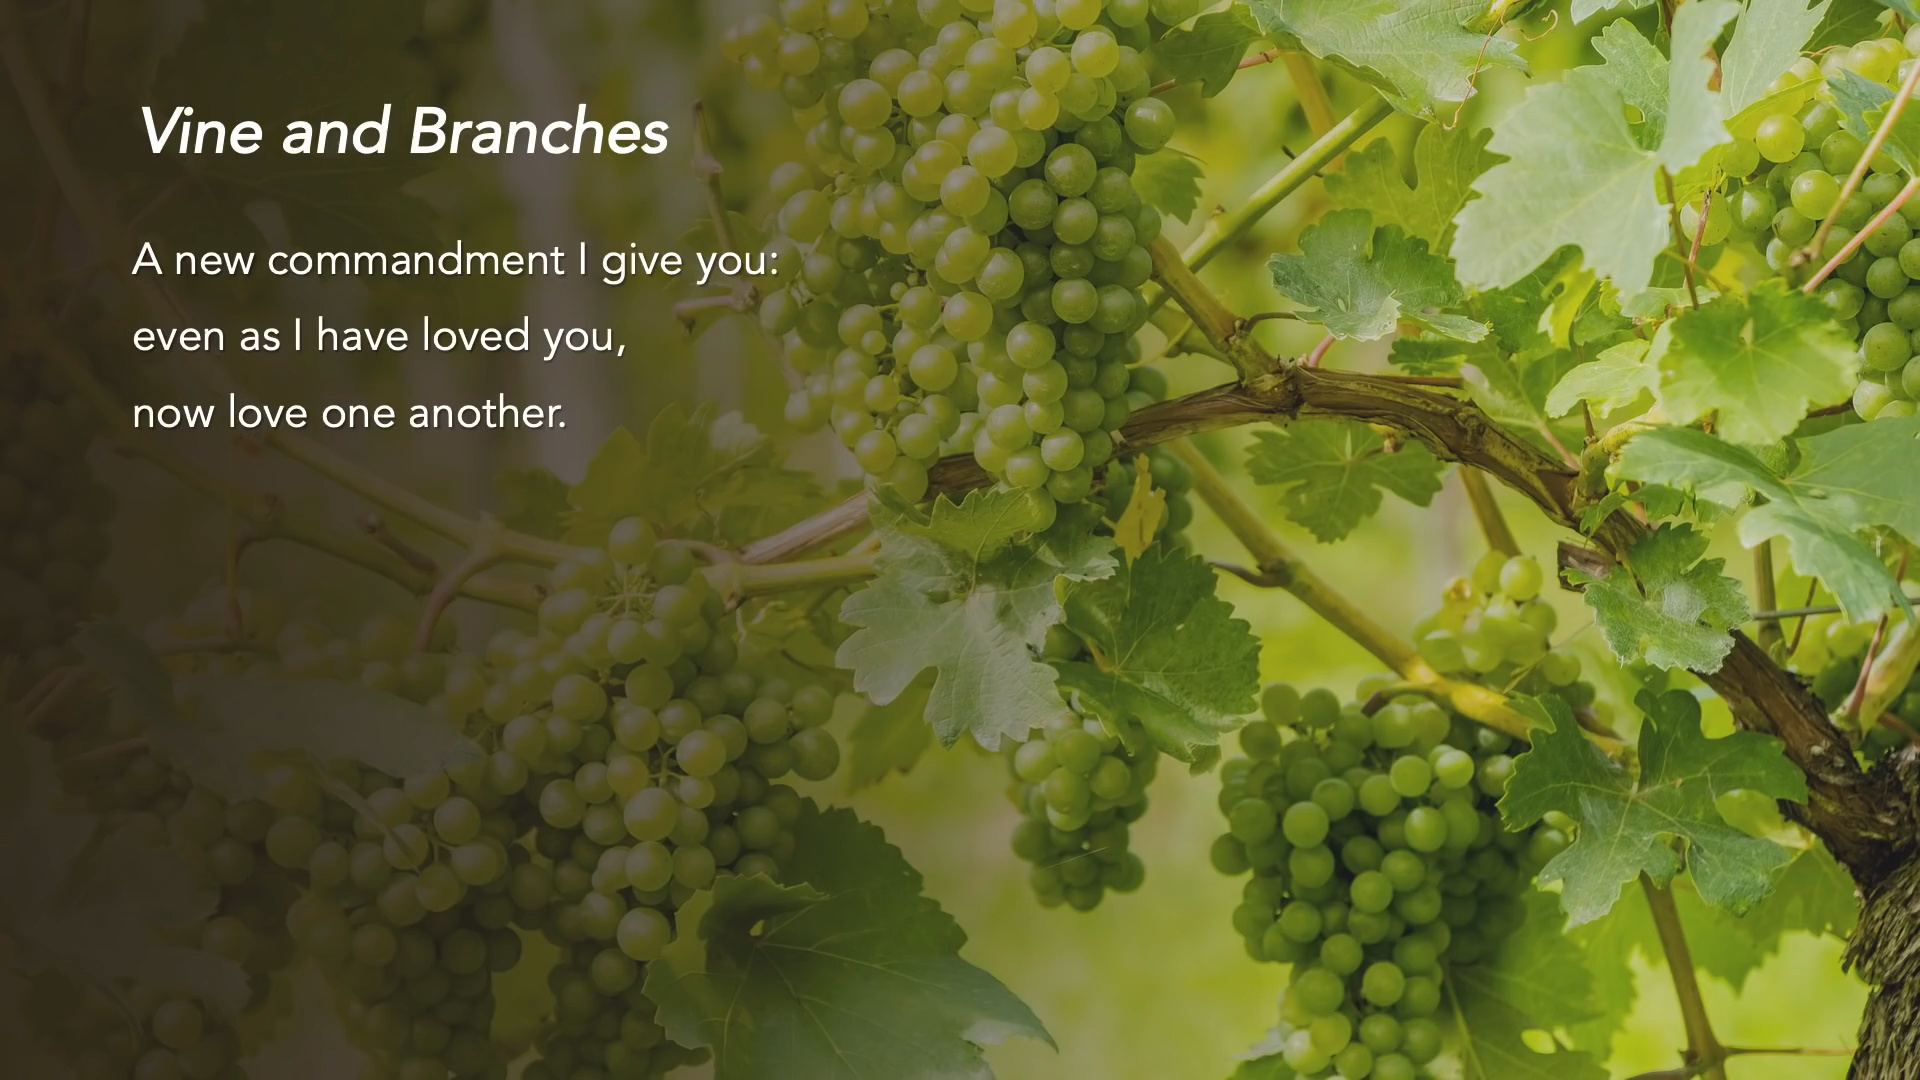 Vine and Branches
A new commandment I give you:
even as I have loved you,
now love one another.